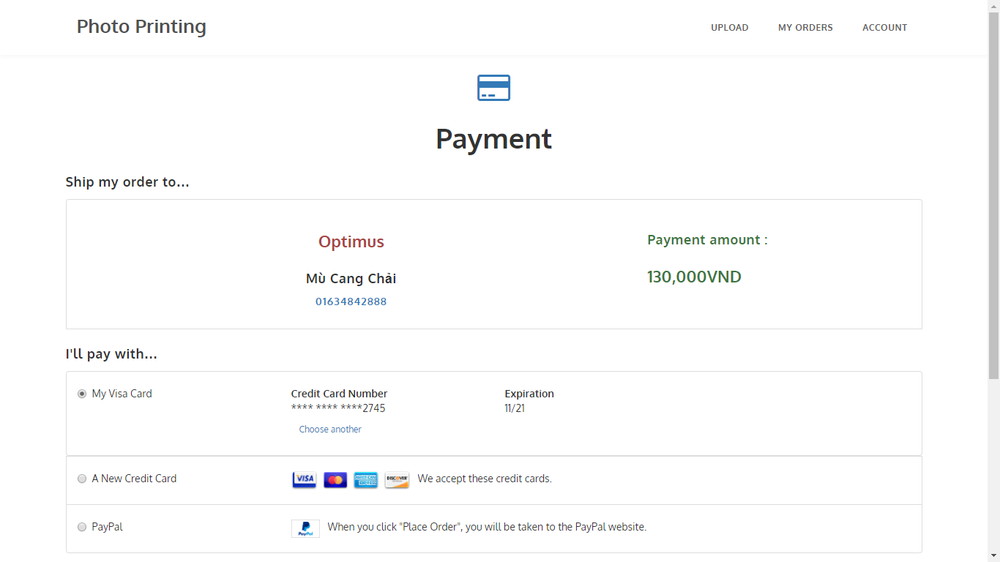 Photo Printing
UPLOAD MY ORDERS ACCOUNT
Payment
Ship my order to...
Optimus
Mù Cang Chải
01634842888
Payment amount :
130,000VND
I'll pay with...
My Visa Card
Credit Card Number
**** **** ****2745
Choose another
Expiration
11/21
A New Credit Card
VISA
AMERICAN EXPRESS
DISCOVER
We accept these credit cards.
PayPal
PayPal
When you click "Place Order", you will be taken to the PayPal website.